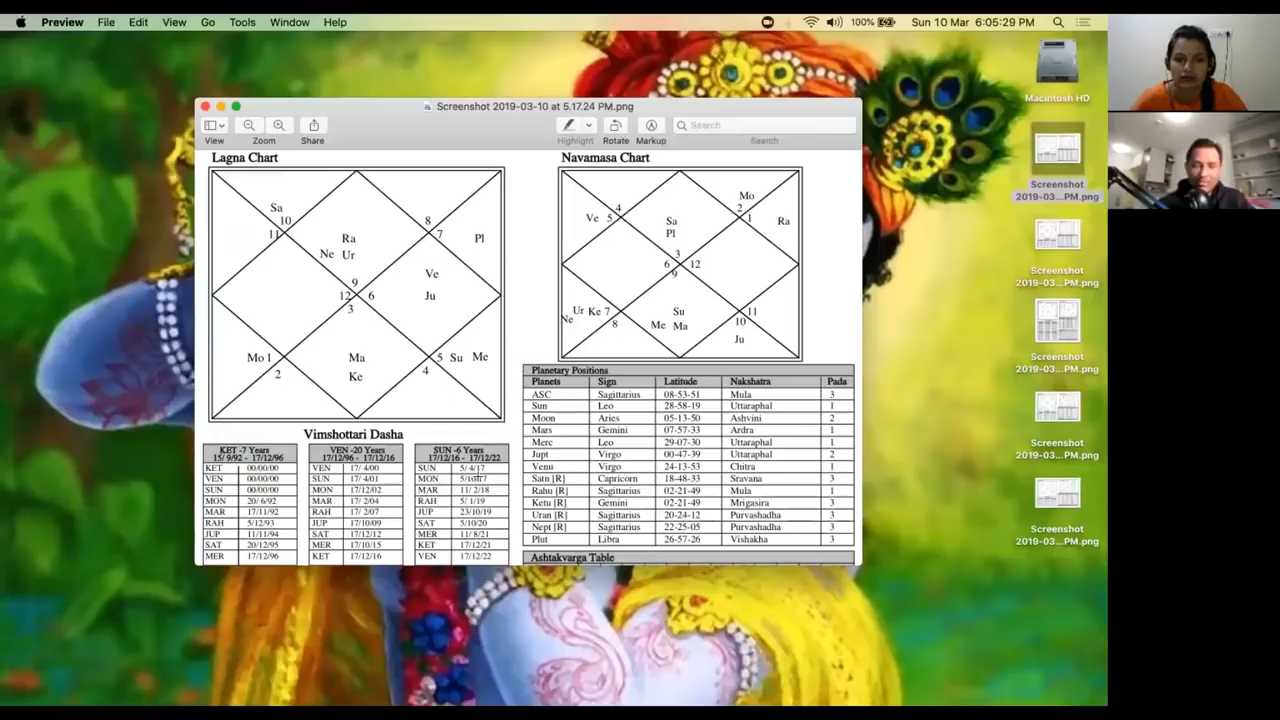 Preview File Edit View Go Tools Window Help 100% Sun 10 Mar 6:05:29 PM
Macintosh HD
Screenshot
2019-03...PM.png
Screenshot
2019-03...PM.png
Screenshot
2019-03...PM.png
Screenshot
2019-03...PM.png
Screenshot
2019-03...PM.png
Screenshot 2019-03-10 at 5.17.24 PM.png
View Zoom Share Highlight Rotate Markup Search
Search
Lagna Chart
Sa
10
11
8
7
Pl
Ra
Ne Ur
9
12 6
3
Ve
Ju
Mo 1
2
Ma
Ke
5 Su Me
4
Navamasa Chart
4
Ve 5
Sa
Pl
Mo
2
1
Ra
3
6 12
9
Ur Ke 7
Ne
8
Su
Me Ma
11
10
Ju
Vimshottari Dasha
KET -7 Years
15/ 9/92 - 17/12/96
KET 00/00/00
VEN 00/00/00
SUN 00/00/00
MON 20/ 6/92
MAR 17/11/92
RAH 5/12/93
JUP 11/11/94
SAT 20/12/95
MER 17/12/96
VEN -20 Years
17/12/96 - 17/12/16
VEN 17/ 4/00
SUN 17/ 4/01
MON 17/12/02
MAR 17/ 2/04
RAH 17/ 2/07
JUP 17/10/09
SAT 17/12/12
MER 17/10/15
KET 17/12/16
SUN -6 Years
17/12/16 - 17/12/22
SUN 5/ 4/17
MON 5/10/17
MAR 11/ 2/18
RAH 5/ 1/19
JUP 23/10/19
SAT 5/10/20
MER 11/ 8/21
KET 17/12/21
VEN 17/12/22
Planetary Positions
Planets Sign Latitude Nakshatra Pada
ASC Sagittarius 08-53-51 Mula 3
Sun Leo 28-58-19 Uttaraphal 1
Moon Aries 05-13-50 Ashvini 2
Mars Gemini 07-57-33 Ardra 1
Merc Leo 29-07-30 Uttaraphal 1
Jupt Virgo 00-47-39 Uttaraphal 2
Venu Virgo 24-13-53 Chitra 1
Satn [R] Capricorn 18-48-33 Sravana 3
Rahu [R] Sagittarius 02-21-49 Mula 1
Ketu [R] Gemini 02-21-49 Mrigasira 3
Uran [R] Sagittarius 20-24-12 Purvashadha 3
Nept [R] Sagittarius 22-25-05 Purvashadha 3
Plut Libra 26-57-26 Vishakha 3
Ashtakvarga Table